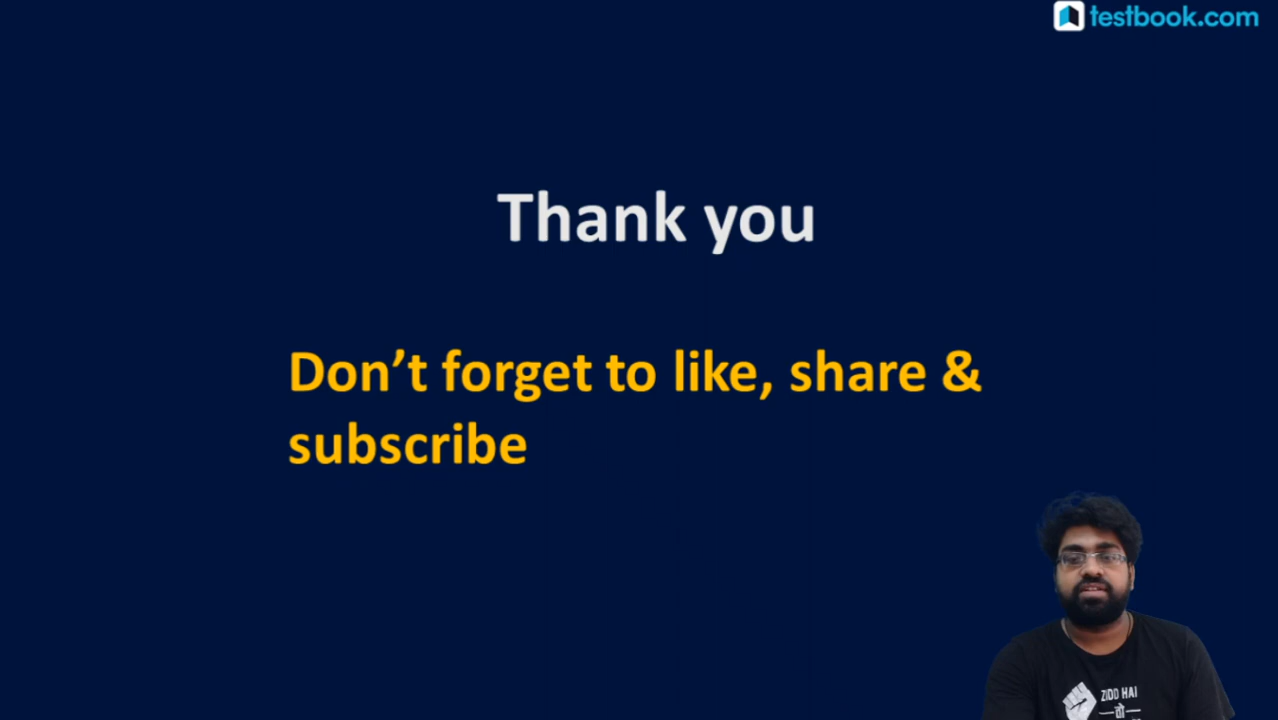 testbook.com
Thank you
Don’t forget to like, share &
subscribe
ZIDD HAI
तो